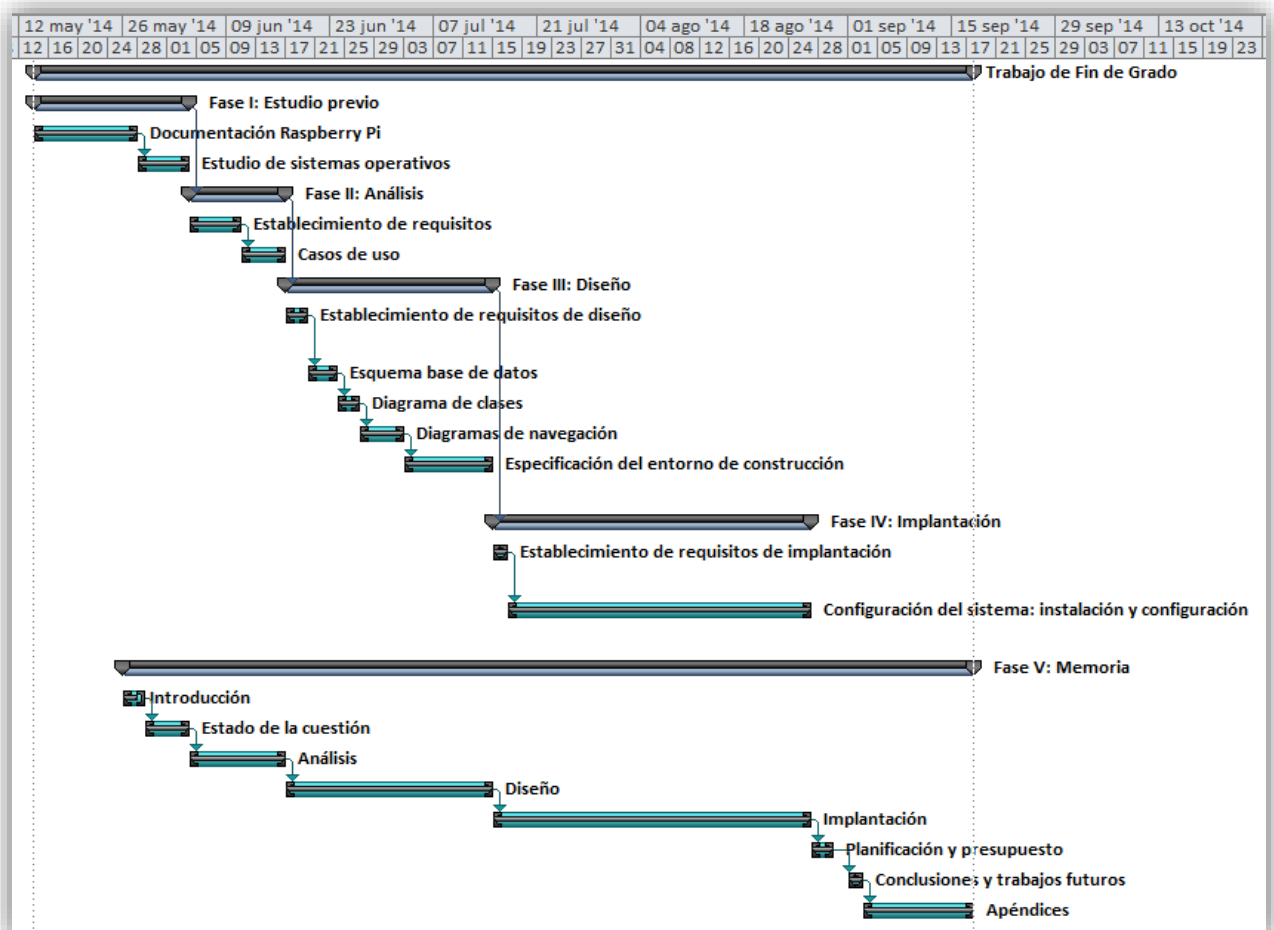 12 may '14 26 may '14 09 jun '14 23 jun '14 07 jul '14 21 jul '14 04 ago '14 18 ago '14 01 sep '14 15 sep '14 29 sep '14 13 oct '14
12 16 20 24 28 01 05 09 13 17 21 25 29 03 07 11 15 19 23 27 31 04 08 12 16 20 24 28 01 05 09 13 17 21 25 29 03 07 11 15 19 23
Trabajo de Fin de Grado
Fase I: Estudio previo
Documentación Raspberry Pi
Estudio de sistemas operativos
Fase II: Análisis
Establecimiento de requisitos
Casos de uso
Fase III: Diseño
Establecimiento de requisitos de diseño
Esquema base de datos
Diagrama de clases
Diagramas de navegación
Especificación del entorno de construcción
Fase IV: Implantación
Establecimiento de requisitos de implantación
Configuración del sistema: instalación y configuración
Fase V: Memoria
Introducción
Estado de la cuestión
Análisis
Diseño
Implantación
Planificación y presupuesto
Conclusiones y trabajos futuros
Apéndices